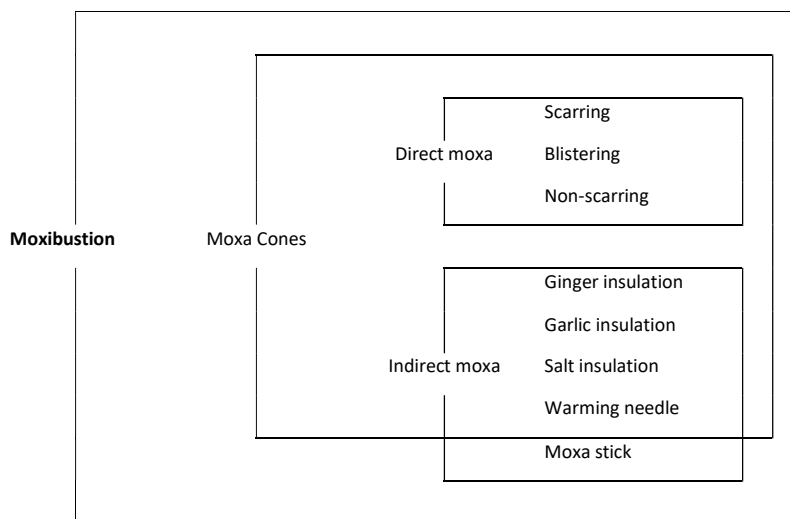 Scarring
Direct moxa Blistering
Non-scarring
Moxibustion Moxa Cones
Ginger insulation
Garlic insulation
Indirect moxa Salt insulation
Warming needle
Moxa stick